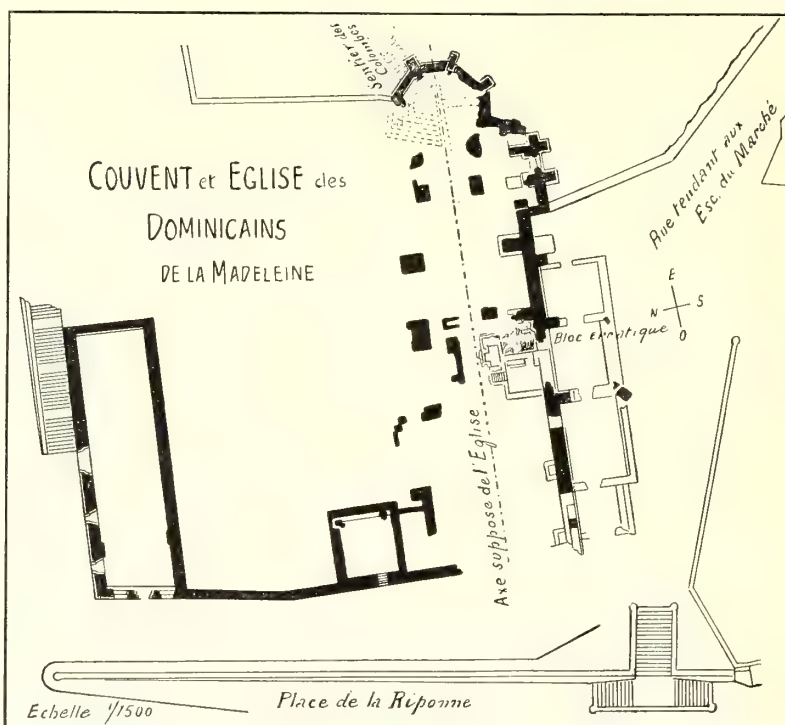 Sentier des
Colombes
COUVENT et EGLISE des
DOMINICAINS
DE LA MADELEINE
Rue tendant aux
Esc. du Marché
E
N S
O
Bloc erratique
Axe supposé de l'Eglise
Place de la Riponne
Echelle 1/1500